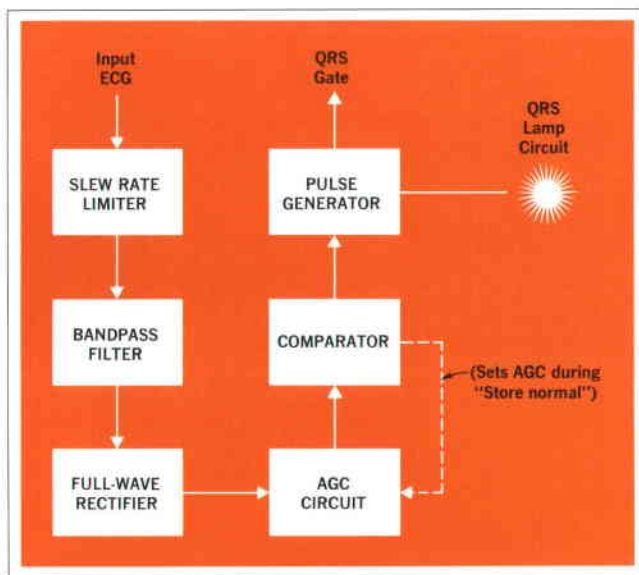 Input
ECG
SLEW RATE
LIMITER
BANDPASS
FILTER
FULL-WAVE
RECTIFIER
QRS
Gate
PULSE
GENERATOR
COMPARATOR
AGC
CIRCUIT
QRS
Lamp
Circuit
(Sets AGC during
"Store normal")